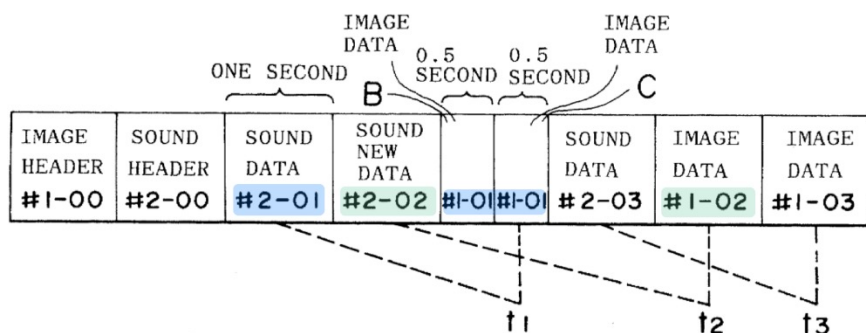 IMAGE
DATA
IMAGE
DATA
0.5
SECOND
0.5
SECOND
ONE SECOND
B
C
IMAGE
HEADER
#1-00
SOUND
HEADER
#2-00
SOUND
DATA
#2-01
SOUND
NEW
DATA
#2-02
#1-01
#1-01
SOUND
DATA
#2-03
IMAGE
DATA
#1-02
IMAGE
DATA
#1-03
t1
t2
t3